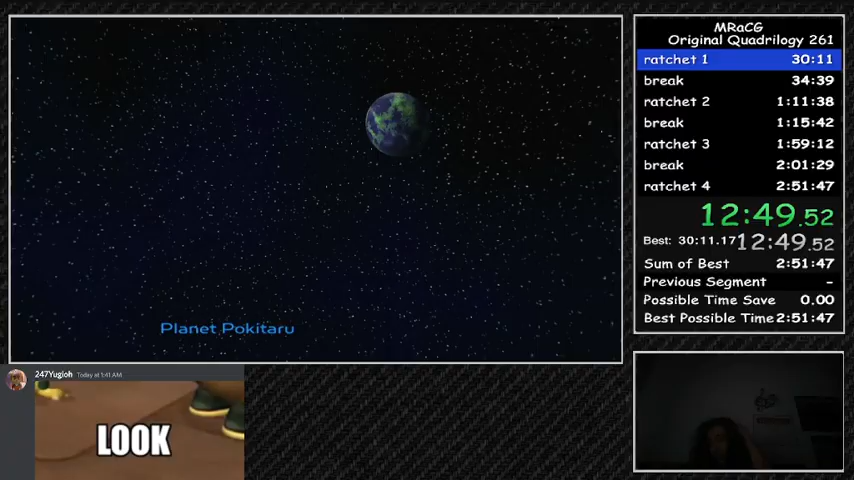 MRaCG
Original Quadrilogy 261
ratchet 1 30:11
break 34:39
ratchet 2 1:11:38
break 1:15:42
ratchet 3 1:59:12
break 2:01:29
ratchet 4 2:51:47
12:49.52
Best: 30:11.17 12:49.52
Sum of Best 2:51:47
Previous Segment -
Possible Time Save 0.00
Best Possible Time 2:51:47
Planet Pokitaru
247Yugioh Today at 1:41 AM
LOOK